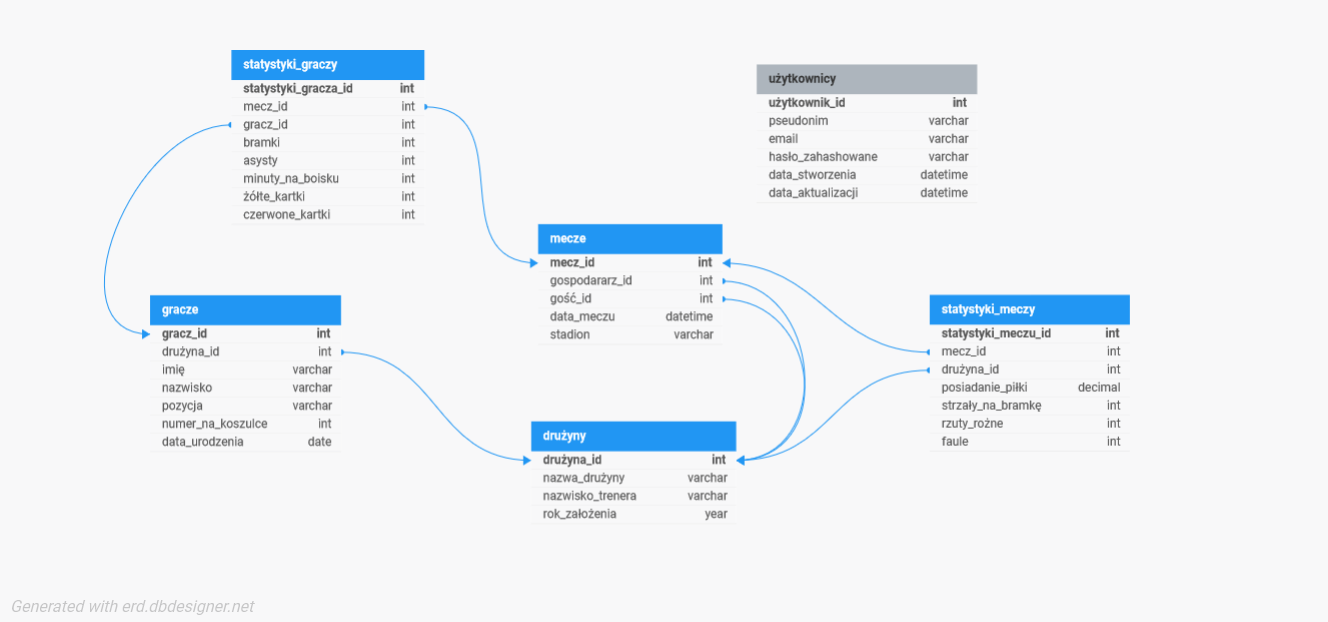 statystyki_graczy
statystyki_gracza_id int
mecz_id int
gracz_id int
bramki int
asysty int
minuty_na_boisku int
żółte_kartki int
czerwone_kartki int
użytkownicy
użytkownik_id int
pseudonim varchar
email varchar
hasło_zahashowane varchar
data_stworzenia datetime
data_aktualizacji datetime
mecze
mecz_id int
gospodararz_id int
gość_id int
data_meczu datetime
stadion varchar
gracze
gracz_id int
drużyna_id int
imię varchar
nazwisko varchar
pozycja varchar
numer_na_koszulce int
data_urodzenia date
statystyki_meczy
statystyki_meczu_id int
mecz_id int
drużyna_id int
posiadanie_piłki decimal
strzały_na_bramkę int
rzuty_rożne int
faule int
drużyny
drużyna_id int
nazwa_drużyny varchar
nazwisko_trenera varchar
rok_założenia year
Generated with erd.dbdesigner.net